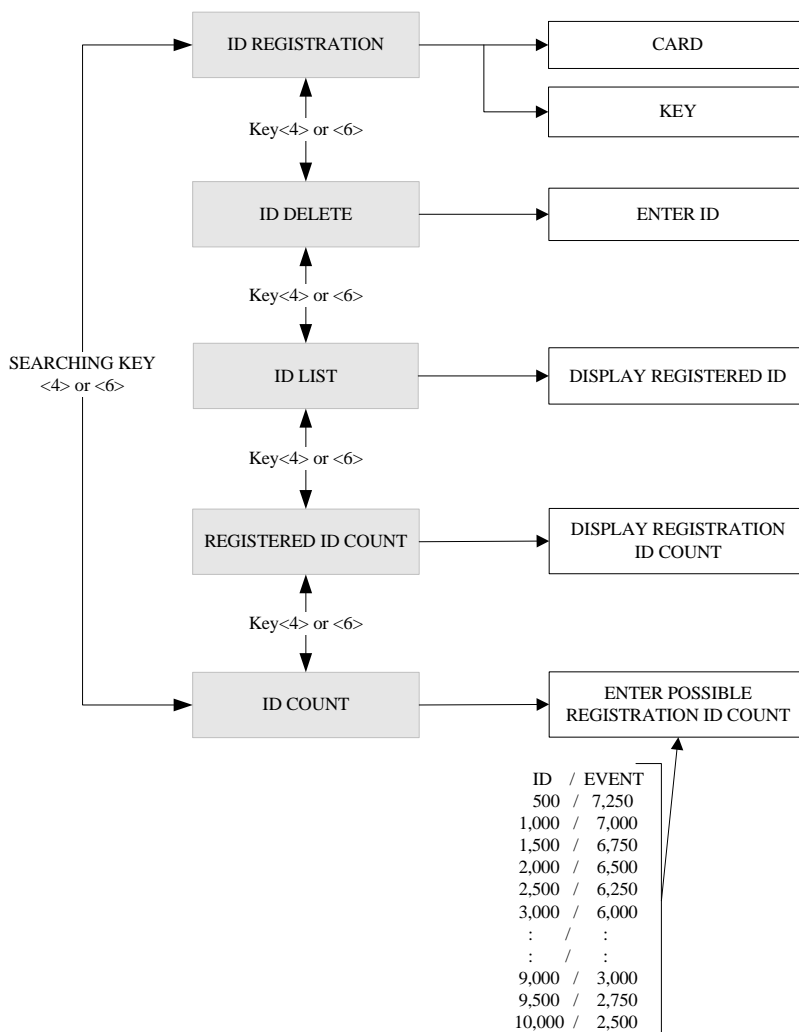 ID REGISTRATION
CARD
KEY
Key<4> or <6>
ID DELETE
ENTER ID
Key<4> or <6>
SEARCHING KEY
<4> or <6>
ID LIST
DISPLAY REGISTERED ID
Key<4> or <6>
REGISTERED ID COUNT
DISPLAY REGISTRATION
ID COUNT
Key<4> or <6>
ID COUNT
ENTER POSSIBLE
REGISTRATION ID COUNT
ID / EVENT
500 / 7,250
1,000 / 7,000
1,500 / 6,750
2,000 / 6,500
2,500 / 6,250
3,000 / 6,000
: / :
: / :
9,000 / 3,000
9,500 / 2,750
10,000 / 2,500